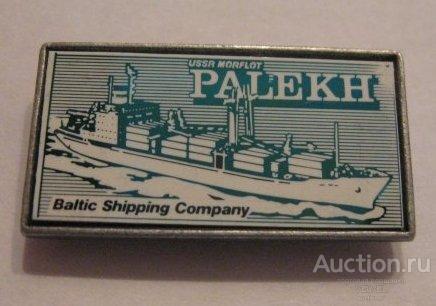 USSR MORFLOT
PALEKH
Baltic Shipping Company
Auction.ru